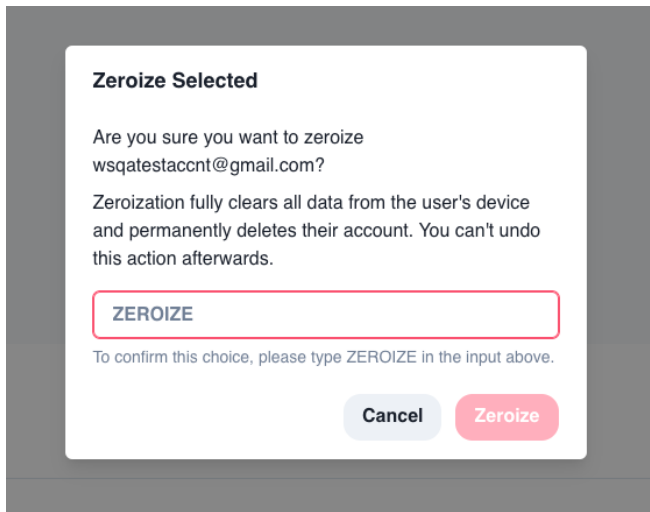 Zeroize Selected
Are you sure you want to zeroize
wsqatestaccnt@gmail.com?
Zeroization fully clears all data from the user's device
and permanently deletes their account. You can't undo
this action afterwards.
ZEROIZE
To confirm this choice, please type ZEROIZE in the input above.
Cancel
Zeroize